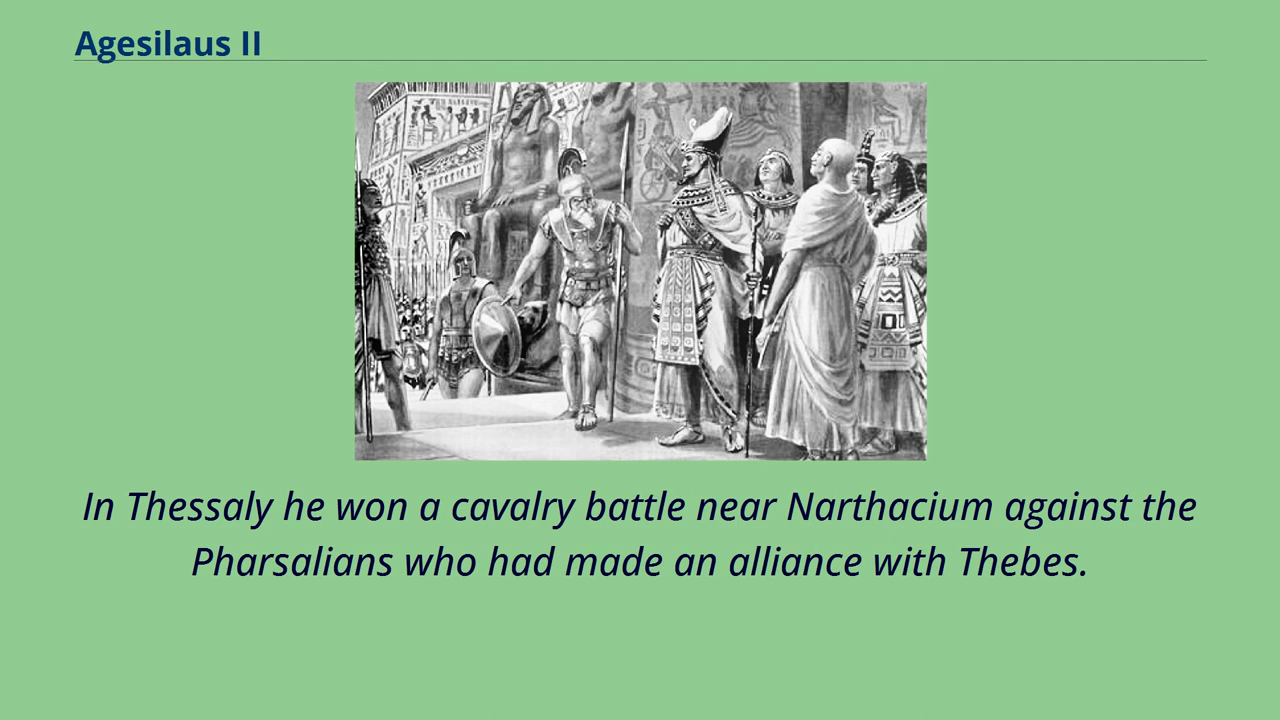 Agesilaus II
In Thessaly he won a cavalry battle near Narthacium against the
Pharsalians who had made an alliance with Thebes.